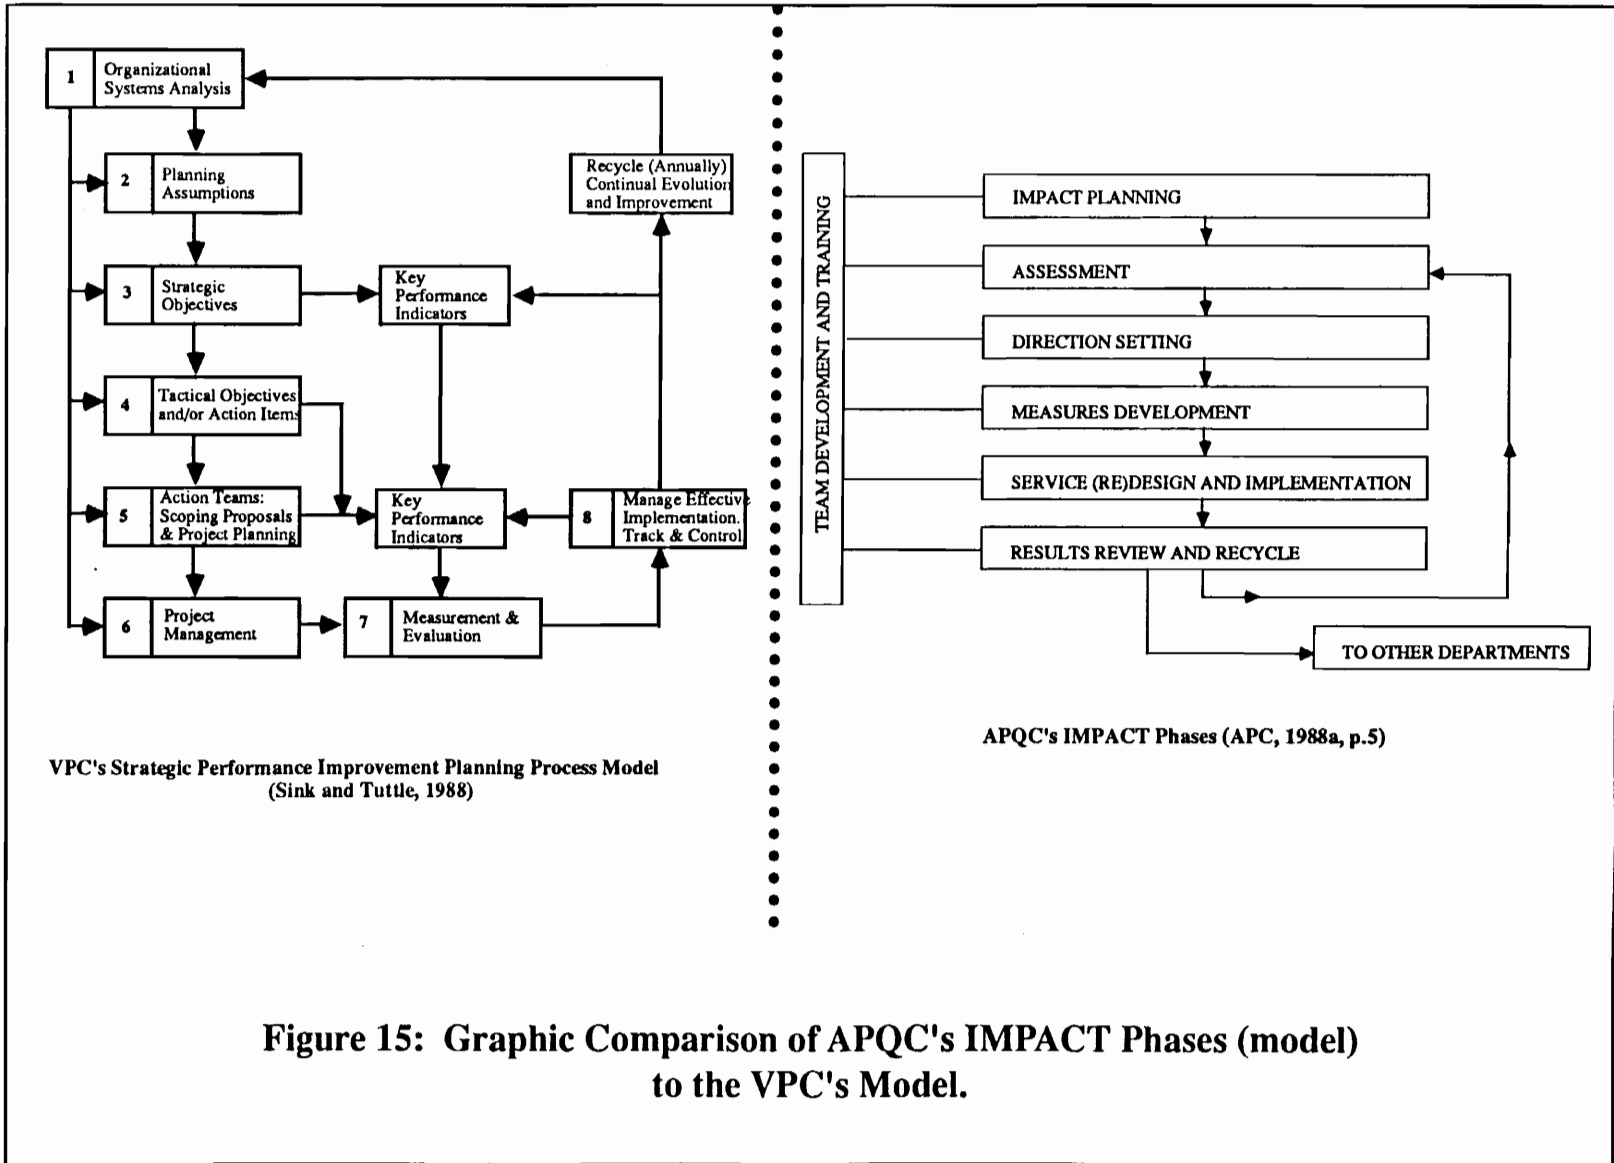 1
Organizational
Systems Analysis
2
Planning
Assumptions
3
Strategic
Objectives
4
Tactical Objectives
and/or Action Items
5
Action Teams:
Scoping Proposals
& Project Planning
6
Project
Management
7
Measurement &
Evaluation
Key
Performance
Indicators
Key
Performance
Indicators
8
Manage Effective
Implementation.
Track & Control
Recycle (Annually)
Continual Evolution
and Improvement
VPC's Strategic Performance Improvement Planning Process Model
(Sink and Tuttle, 1988)
TEAM DEVELOPMENT AND TRAINING
IMPACT PLANNING
ASSESSMENT
DIRECTION SETTING
MEASURES DEVELOPMENT
SERVICE (RE)DESIGN AND IMPLEMENTATION
RESULTS REVIEW AND RECYCLE
TO OTHER DEPARTMENTS
APQC's IMPACT Phases (APC, 1988a, p.5)
Figure 15: Graphic Comparison of APQC's IMPACT Phases (model)
to the VPC's Model.